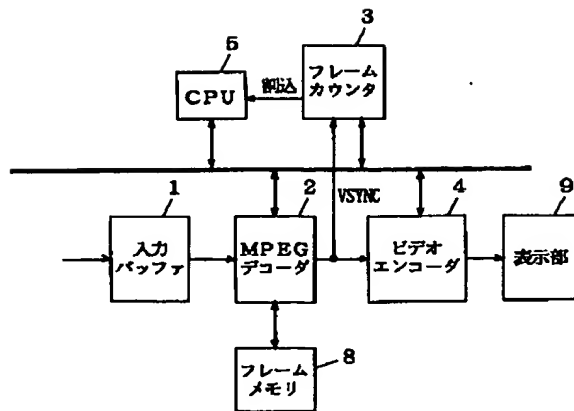 3
5
フレーム
カウンタ
割込
CPU
1
2
VSYNC
4
9
入力
バッファ
MPEG
デコーダ
ビデオ
エンコーダ
表示部
8
フレーム
メモリ